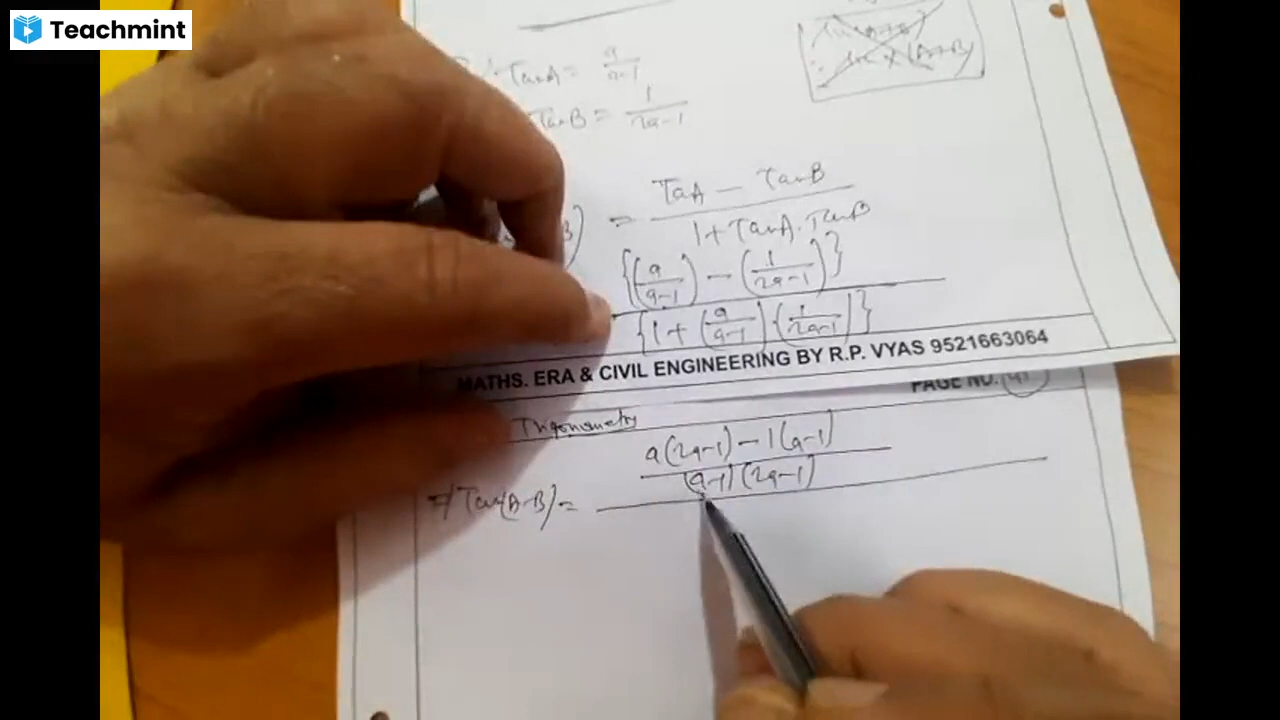 Teachmint
TanA = a/a-1
TanB = 1/2a-1
B) = TanA - TanB / 1+TanA.TanB
{(a/a-1) - (1/2a-1)} / {1+(a/a-1)(1/2a-1)}
MATHS. ERA & CIVIL ENGINEERING BY R.P. VYAS 9521663064
PAGE NO. 41
Trigonometry
a(2a-1)-1(a-1) / (a-1)(2a-1)
⇒ Tan(A-B) =